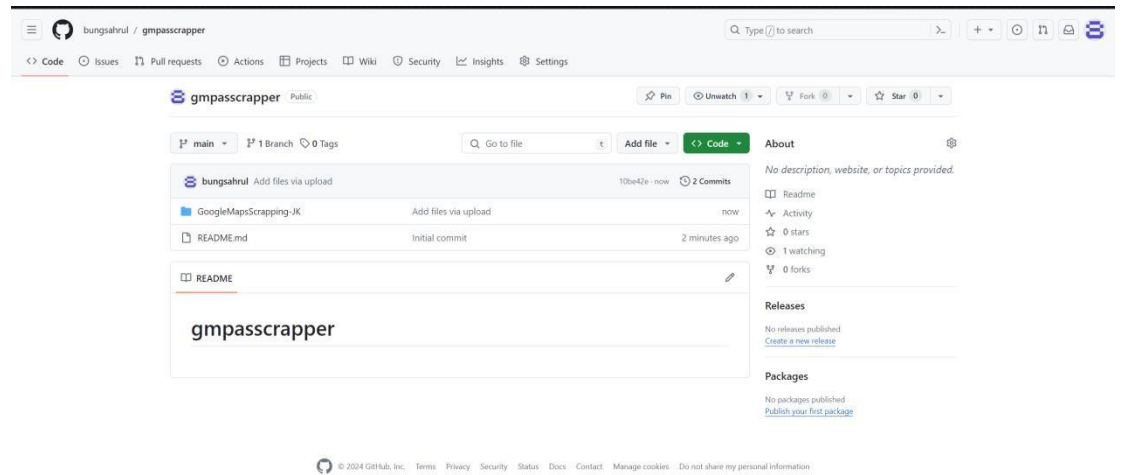 bungsahrul / gmpasscrapper
Type / to search
Code Issues Pull requests Actions Projects Wiki Security Insights Settings
gmpasscrapper Public
Pin Unwatch 1 Fork 0 Star 0
main 1 Branch 0 Tags Go to file t Add file Code
bungsahrul Add files via upload 10be42e · now 2 Commits
GoogleMapsScrapping-JK Add files via upload now
README.md Initial commit 2 minutes ago
README
gmpasscrapper
About
No description, website, or topics provided.
Readme
Activity
0 stars
1 watching
0 forks
Releases
No releases published
Create a new release
Packages
No packages published
Publish your first package
© 2024 GitHub, Inc. Terms Privacy Security Status Docs Contact Manage cookies Do not share my personal information